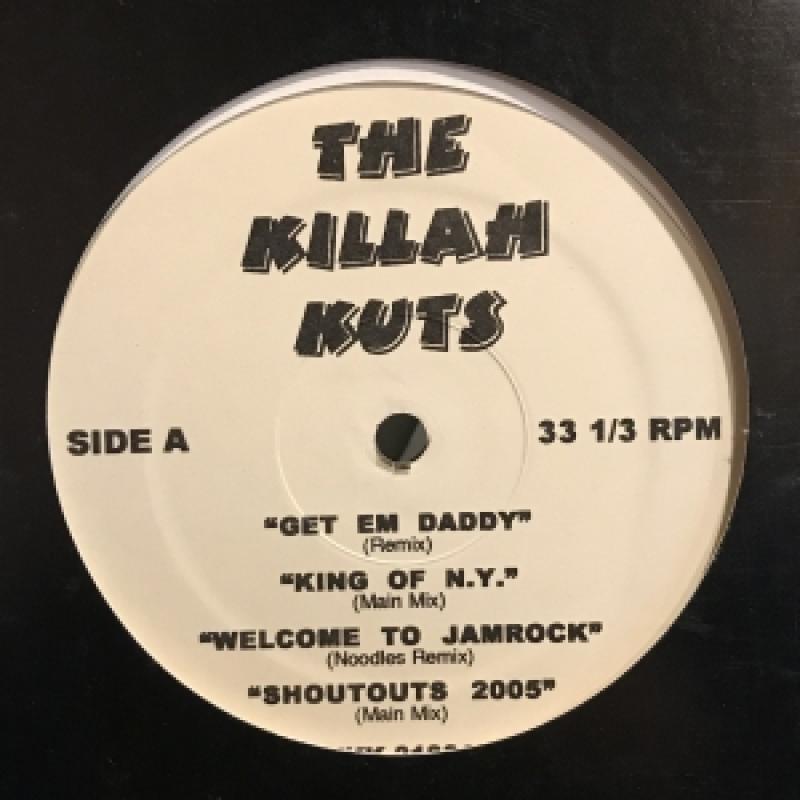 THE
KILLAH
KUTS
SIDE A
33 1/3 RPM
"GET EM DADDY"
(Remix)
"KING OF N.Y."
(Main Mix)
"WELCOME TO JAMROCK"
(Noodles Remix)
"SHOUTOUTS 2005"
(Main Mix)